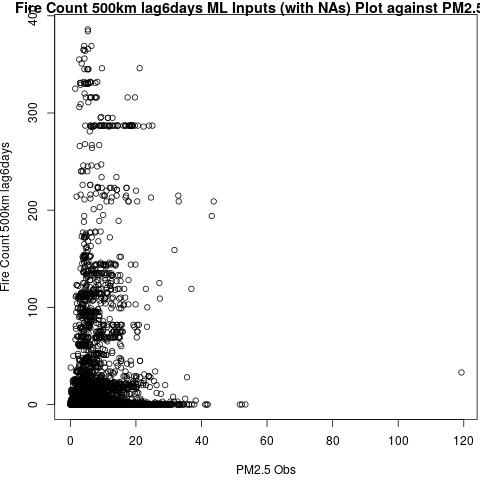 Fire Count 500km lag6days ML Inputs (with NAs) Plot against PM2.5
400
300
200
100
0
Fire Count 500km lag6days
0 20 40 60 80 100 120
PM2.5 Obs